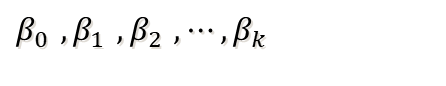 β₀ , β₁ , β₂ , ⋯ , βₖ